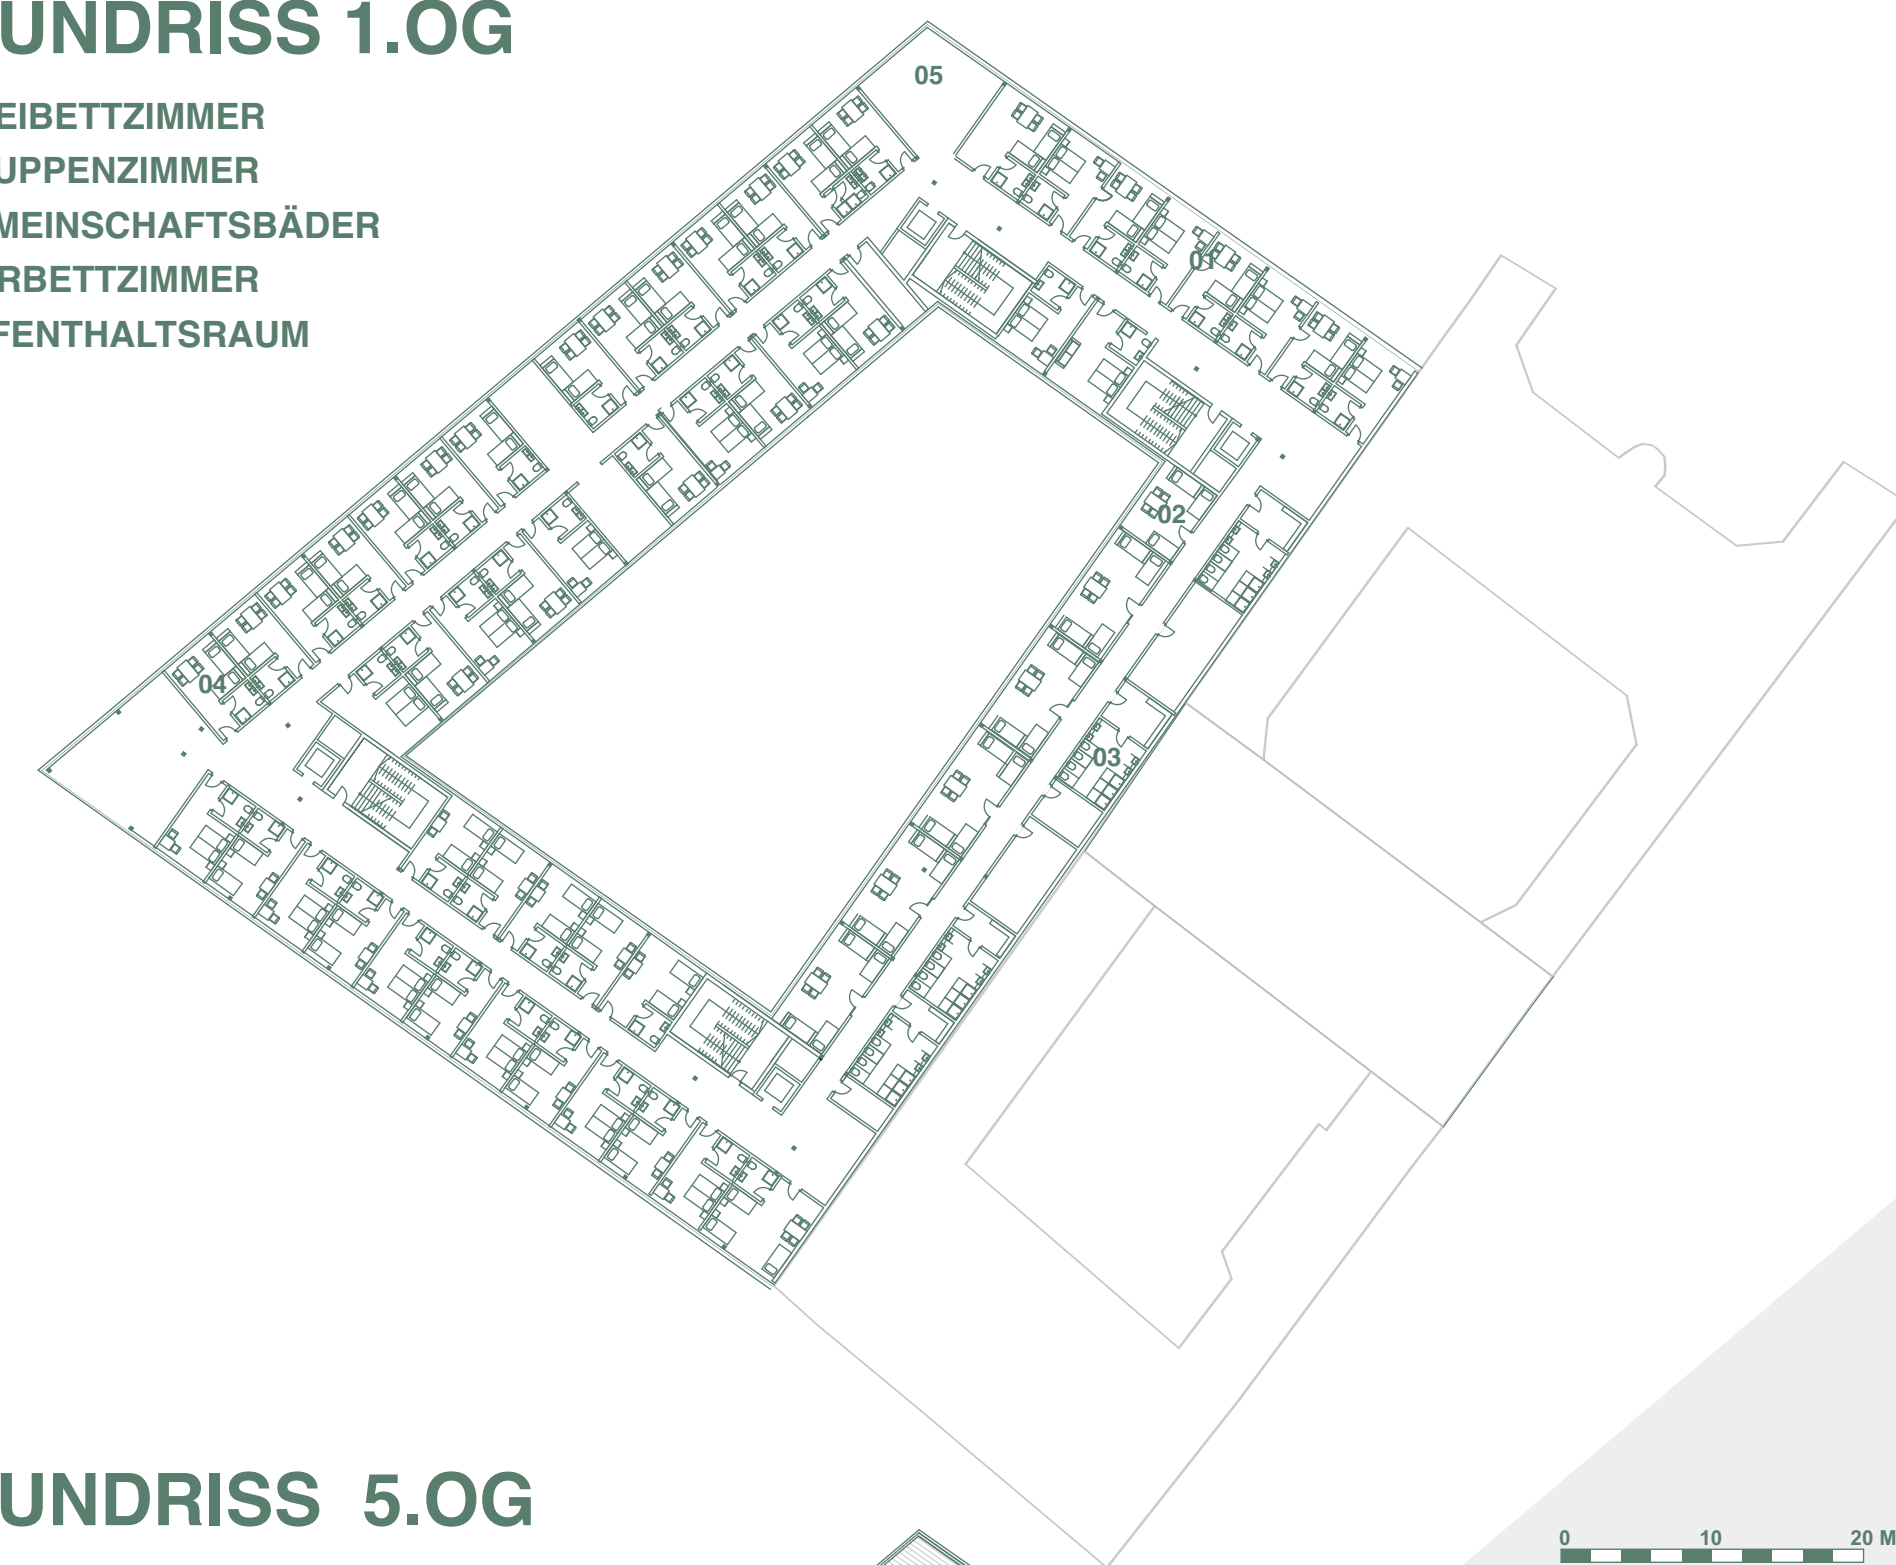 UNDRISS 1.OG
EIBETTZIMMER
UPPENZIMMER
MEINSCHAFTSBÄDER
RBETTZIMMER
FENTHALTSRAUM
05
01
02
04
03
UNDRISS 5.OG
0 10 20 M